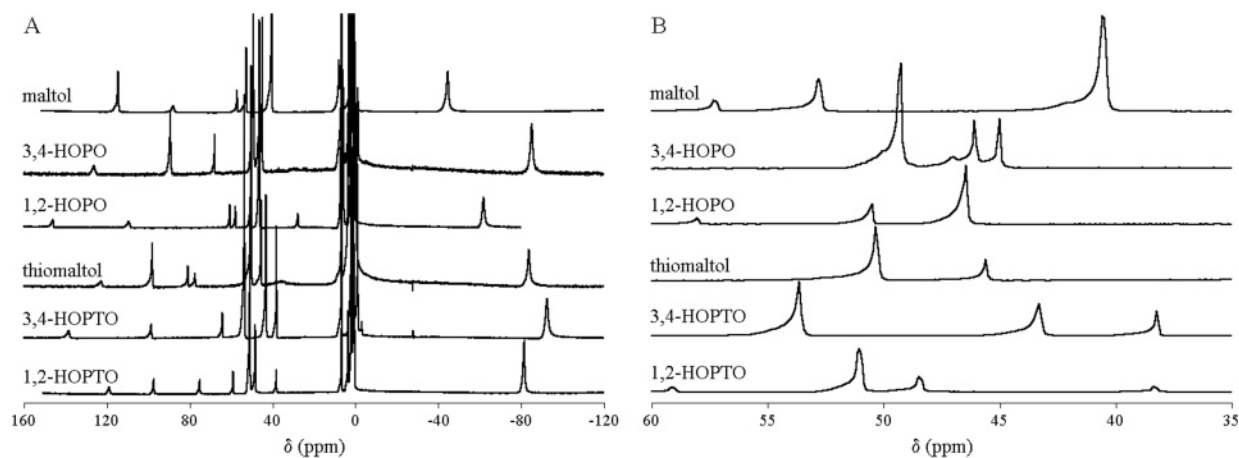 A
maltol
3,4-HOPO
1,2-HOPO
thiomaltol
3,4-HOPTO
1,2-HOPTO
160 120 80 40 0 -40 -80 -120
δ (ppm)
B
maltol
3,4-HOPO
1,2-HOPO
thiomaltol
3,4-HOPTO
1,2-HOPTO
60 55 50 45 40 35
δ (ppm)